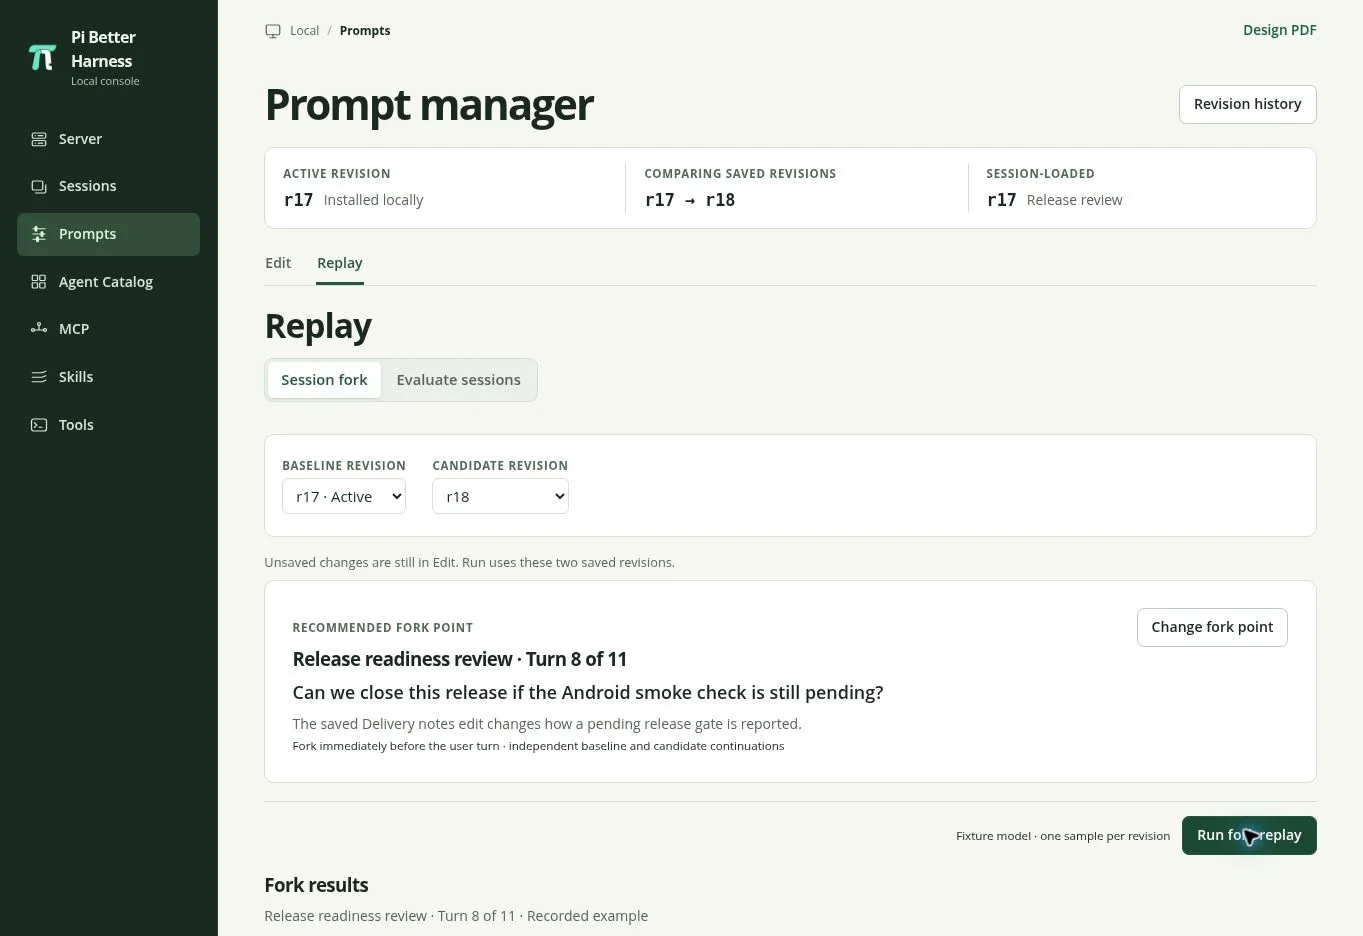 Pi Better
Harness
Local console
Server
Sessions
Prompts
Agent Catalog
MCP
Skills
Tools
Local / Prompts
Design PDF
Prompt manager
Revision history
ACTIVE REVISION
r17 Installed locally
COMPARING SAVED REVISIONS
r17 → r18
SESSION-LOADED
r17 Release review
Edit
Replay
Replay
Session fork
Evaluate sessions
BASELINE REVISION
r17 · Active
CANDIDATE REVISION
r18
Unsaved changes are still in Edit. Run uses these two saved revisions.
RECOMMENDED FORK POINT
Change fork point
Release readiness review · Turn 8 of 11
Can we close this release if the Android smoke check is still pending?
The saved Delivery notes edit changes how a pending release gate is reported.
Fork immediately before the user turn · independent baseline and candidate continuations
Fixture model · one sample per revision
Run fork replay
Fork results
Release readiness review · Turn 8 of 11 · Recorded example